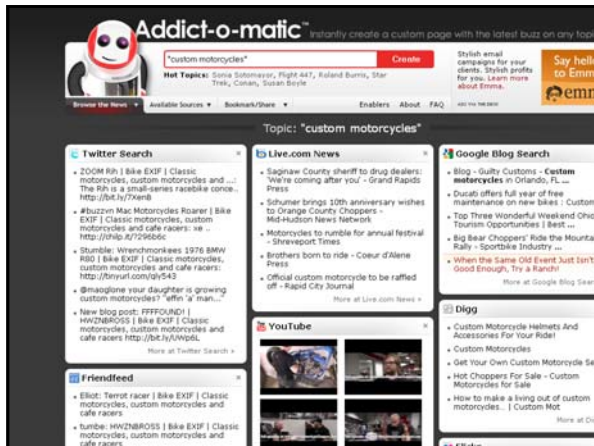 Addict-o-matic™ Instantly create a custom page with the latest buzz on any topic
"custom motorcycles"
Create
Hot Topics: Sonia Sotomayor, Flight 447, Roland Burris, Star
Trek, Conan, Susan Boyle
Stylish email
campaigns for your
clients. Stylish profits
for you. Learn more
about Emma.
Say hello
to Emma
emma
Browse the News ▼ Available Sources ▼ Bookmark/Share ▼ Enablers About FAQ
Topic: "custom motorcycles"
Twitter Search
ZOOM Rih | Bike EXIF | Classic
motorcycles, custom motorcycles and ...:
The Rih is a small-series racebike conce..
http://bit.ly/7XenB
#buzzvn Mac Motorcycles Roarer | Bike
EXIF | Classic motorcycles, custom
motorcycles and cafe racers: xe ..
http://chilp.it/?296b6c
Stumble: Wrenchmonkees 1976 BMW
R80 | Bike EXIF | Classic motorcycles,
custom motorcycles and cafe racers:
http://tinyurl.com/qly543
@maoglone your daughter is growing
custom motorcycles? "effin 'a' man..."
New blog post: FFFFOUND! |
HWZNBROSS | Bike EXIF | Classic
motorcycles, custom motorcycles and
cafe racers http://bit.ly/UWp6L
More at Twitter Search »
Friendfeed
Elliot: Terrot racer | Bike EXIF | Classic
motorcycles, custom motorcycles and
cafe racers
tumbe: HWZNBROSS | Bike EXIF |
Classic motorcycles, custom
motorcycles and cafe racers
Live.com News
Saginaw County sheriff to drug dealers:
'We're coming after you' - Grand Rapids
Press
Schumer brings 10th anniversary wishes
to Orange County Choppers -
Mid-Hudson News Network
Motorcycles to rumble for annual festival
- Shreveport Times
Brothers born to ride - Coeur d'Alene
Press
Official custom motorcycle to be raffled
off - Rapid City Journal
More at Live.com News »
YouTube
Google Blog Search
Blog - Guilty Customs - Custom
motorcycles in Orlando, FL ...
Ducati offers full year of free
maintenance on new bikes : Custom
Top Three Wonderful Weekend Ohio
Tourism Opportunities | Best ...
Big Bear Choppers' Ride the Mountain
Rally - Sportbike Industry ...
When the Same Old Event Just Isn't
Good Enough, Try a Ranch!
More at Google Blog Sear
Digg
Custom Motorcycle Helmets And
Accessories For Your Ride!
Custom Motorcycles
Get Your Own Custom Motorcycle Se
Hot Choppers For Sale - Custom
Motorcycles for Sale
How to make a living out of custom
motorcycles.. | Custom Mot
More at Di
Flickr